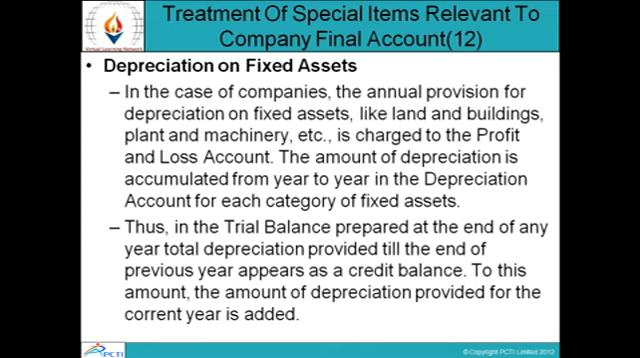 Treatment Of Special Items Relevant To
Company Final Account(12)
Virtual Learning Network
• Depreciation on Fixed Assets
– In the case of companies, the annual provision for
depreciation on fixed assets, like land and buildings,
plant and machinery, etc., is charged to the Profit
and Loss Account. The amount of depreciation is
accumulated from year to year in the Depreciation
Account for each category of fixed assets.
– Thus, in the Trial Balance prepared at the end of any
year total depreciation provided till the end of
previous year appears as a credit balance. To this
amount, the amount of depreciation provided for the
corrent year is added.
PCTI
© Copyright PCTI Limited 2012